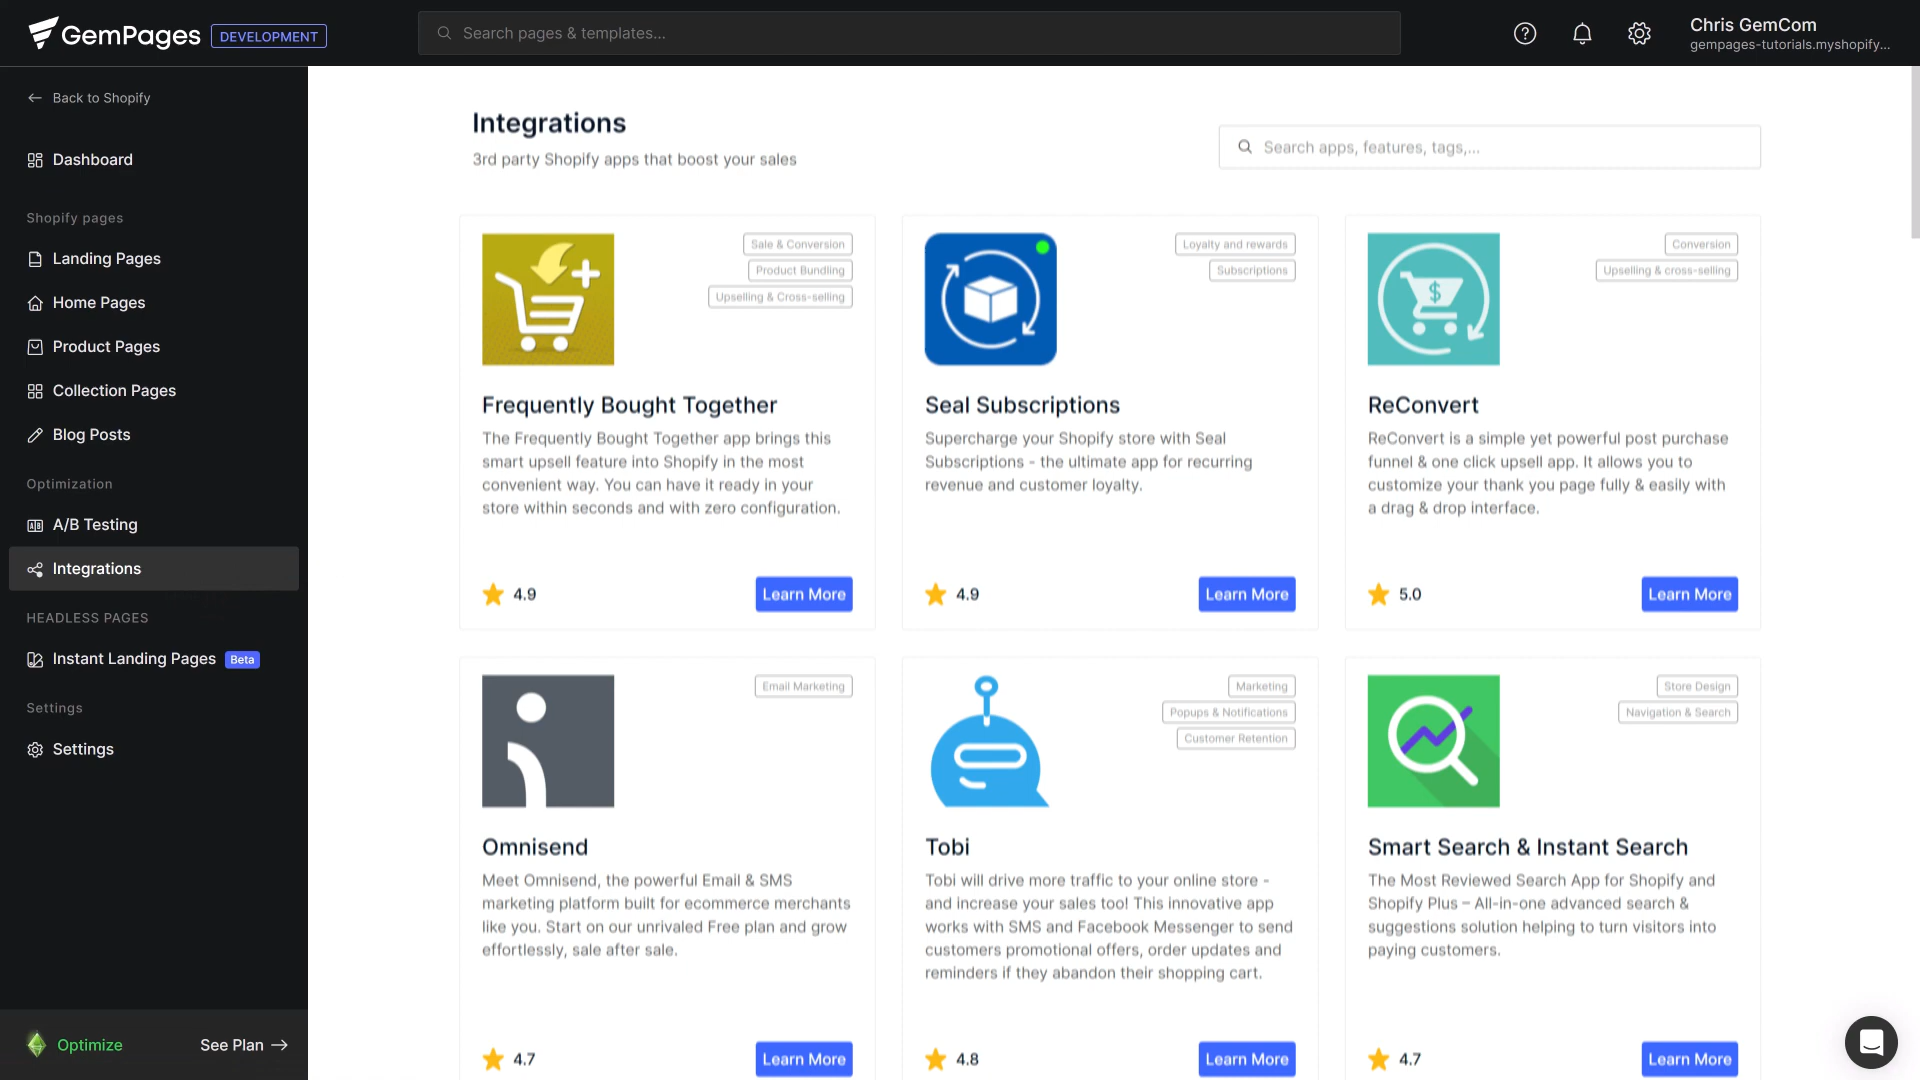 GemPages
DEVELOPMENT
Search pages & templates...
Chris GemCom
gempages-tutorials.myshopify...
Back to Shopify
Dashboard
Shopify pages
Landing Pages
Home Pages
Product Pages
Collection Pages
Blog Posts
Optimization
A/B Testing
Integrations
HEADLESS PAGES
Instant Landing Pages
Beta
Settings
Settings
Optimize
See Plan
Integrations
3rd party Shopify apps that boost your sales
Search apps, features, tags,...
Sale & Conversion
Product Bundling
Upselling & Cross-selling
Frequently Bought Together
The Frequently Bought Together app brings this
smart upsell feature into Shopify in the most
convenient way. You can have it ready in your
store within seconds and with zero configuration.
4.9
Learn More
Loyalty and rewards
Subscriptions
Seal Subscriptions
Supercharge your Shopify store with Seal
Subscriptions - the ultimate app for recurring
revenue and customer loyalty.
4.9
Learn More
Conversion
Upselling & cross-selling
$
ReConvert
ReConvert is a simple yet powerful post purchase
funnel & one click upsell app. It allows you to
customize your thank you page fully & easily with
a drag & drop interface.
5.0
Learn More
Email Marketing
Omnisend
Meet Omnisend, the powerful Email & SMS
marketing platform built for ecommerce merchants
like you. Start on our unrivaled Free plan and grow
effortlessly, sale after sale.
4.7
Learn More
Marketing
Popups & Notifications
Customer Retention
Tobi
Tobi will drive more traffic to your online store -
and increase your sales too! This innovative app
works with SMS and Facebook Messenger to send
customers promotional offers, order updates and
reminders if they abandon their shopping cart.
4.8
Learn More
Store Design
Navigation & Search
Smart Search & Instant Search
The Most Reviewed Search App for Shopify and
Shopify Plus – All-in-one advanced search &
suggestions solution helping to turn visitors into
paying customers.
4.7
Learn More